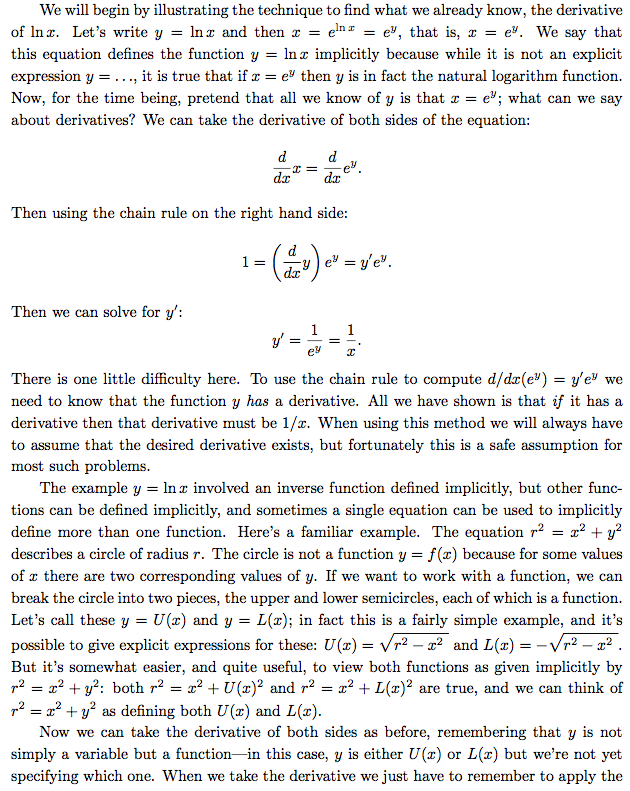 We will begin by illustrating the technique to find what we already know, the derivative
of ln x. Let's write y = ln x and then x = e^{ln x} = e^y, that is, x = e^y. We say that
this equation defines the function y = ln x implicitly because while it is not an explicit
expression y = ..., it is true that if x = e^y then y is in fact the natural logarithm function.
Now, for the time being, pretend that all we know of y is that x = e^y; what can we say
about derivatives? We can take the derivative of both sides of the equation:
\frac{d}{dx}x = \frac{d}{dx}e^y.
Then using the chain rule on the right hand side:
1 = \left(\frac{d}{dx}y\right) e^y = y'e^y.
Then we can solve for y':
y' = \frac{1}{e^y} = \frac{1}{x}.
There is one little difficulty here. To use the chain rule to compute d/dx(e^y) = y'e^y we
need to know that the function y has a derivative. All we have shown is that if it has a
derivative then that derivative must be 1/x. When using this method we will always have
to assume that the desired derivative exists, but fortunately this is a safe assumption for
most such problems.
The example y = ln x involved an inverse function defined implicitly, but other func-
tions can be defined implicitly, and sometimes a single equation can be used to implicitly
define more than one function. Here's a familiar example. The equation r^2 = x^2 + y^2
describes a circle of radius r. The circle is not a function y = f(x) because for some values
of x there are two corresponding values of y. If we want to work with a function, we can
break the circle into two pieces, the upper and lower semicircles, each of which is a function.
Let's call these y = U(x) and y = L(x); in fact this is a fairly simple example, and it's
possible to give explicit expressions for these: U(x) = \sqrt{r^2 − x^2} and L(x) = −\sqrt{r^2 − x^2}.
But it's somewhat easier, and quite useful, to view both functions as given implicitly by
r^2 = x^2 + y^2: both r^2 = x^2 + U(x)^2 and r^2 = x^2 + L(x)^2 are true, and we can think of
r^2 = x^2 + y^2 as defining both U(x) and L(x).
Now we can take the derivative of both sides as before, remembering that y is not
simply a variable but a function—in this case, y is either U(x) or L(x) but we're not yet
specifying which one. When we take the derivative we just have to remember to apply the